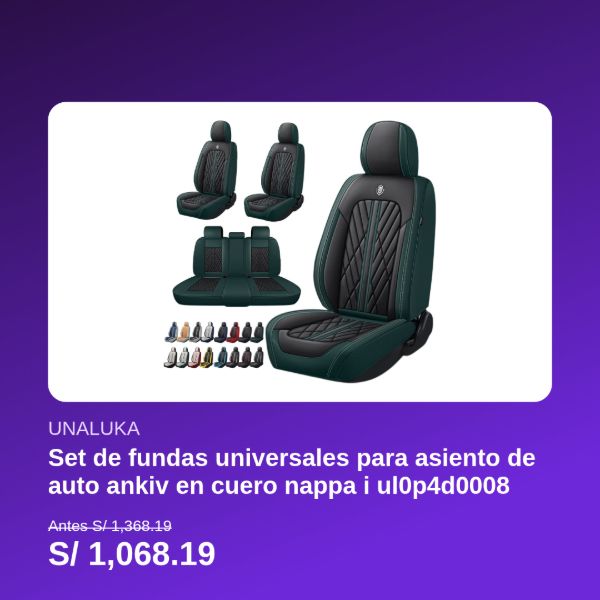 UNALUKA
Set de fundas universales para asiento de
auto ankiv en cuero nappa i ul0p4d0008
Antes S/ 1,368.19
S/ 1,068.19